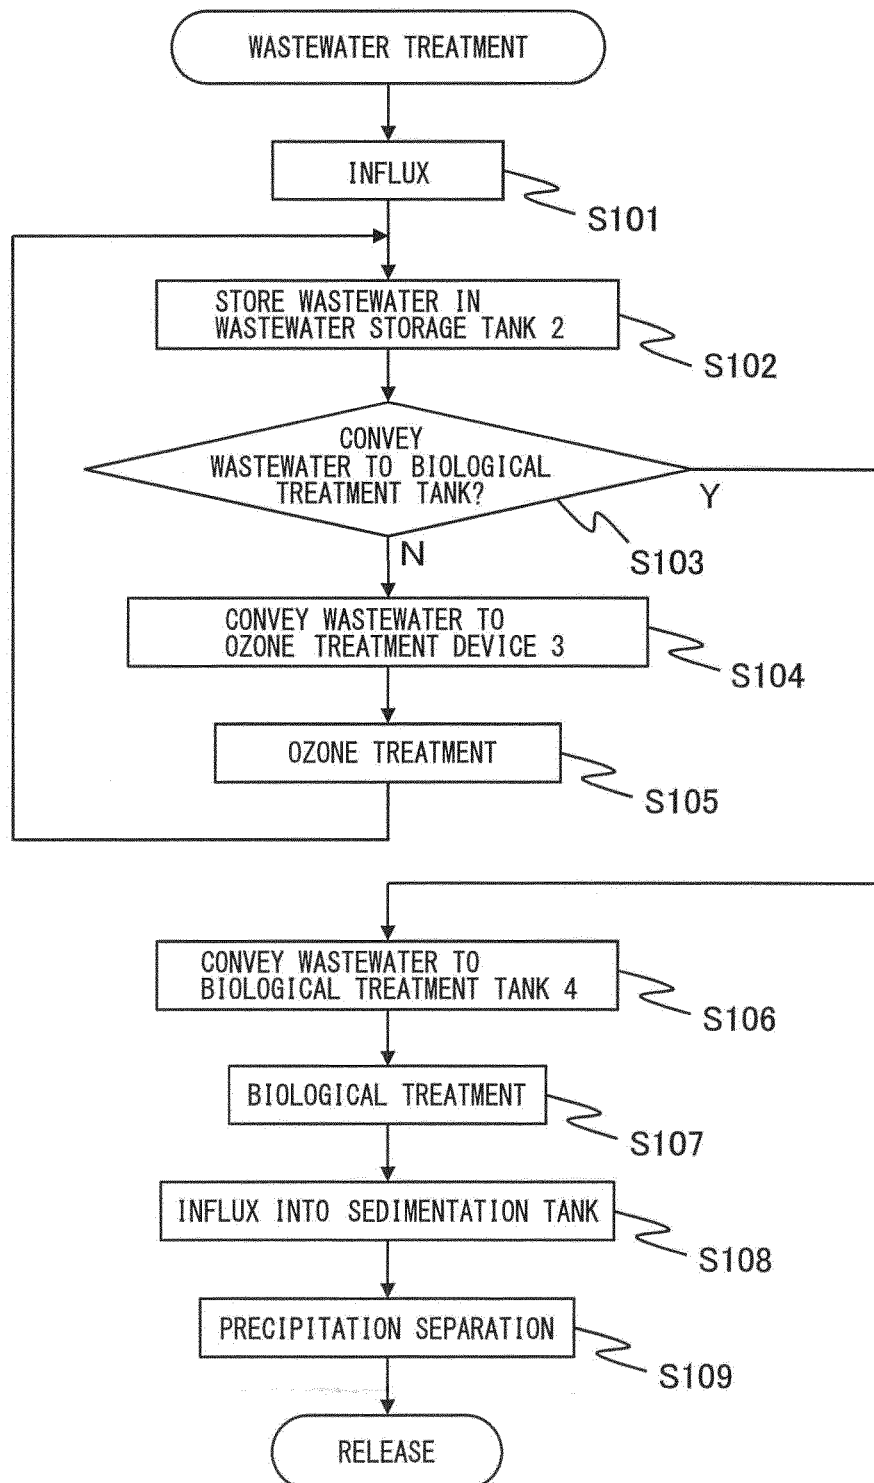 WASTEWATER TREATMENT
INFLUX
S101
STORE WASTEWATER IN
WASTEWATER STORAGE TANK 2
S102
CONVEY
WASTEWATER TO BIOLOGICAL
TREATMENT TANK?
Y
S103
N
CONVEY WASTEWATER TO
OZONE TREATMENT DEVICE 3
S104
OZONE TREATMENT
S105
CONVEY WASTEWATER TO
BIOLOGICAL TREATMENT TANK 4
S106
BIOLOGICAL TREATMENT
S107
INFLUX INTO SEDIMENTATION TANK
S108
PRECIPITATION SEPARATION
S109
RELEASE